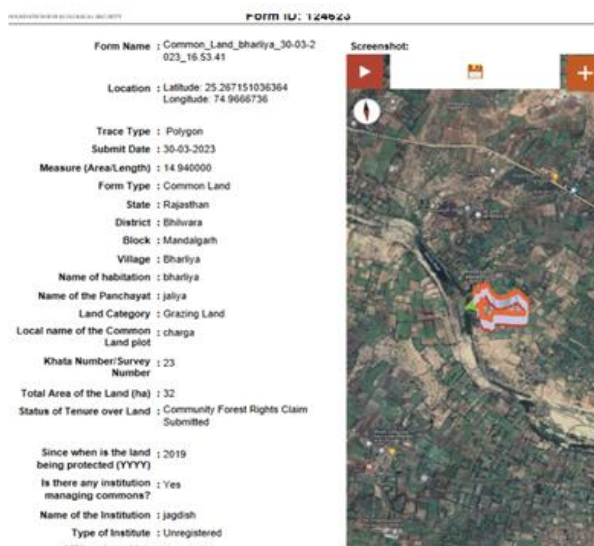 FOUNDATION FOR ECOLOGICAL SECURITY
Form ID: 124623
Form Name : Common_Land_bharliya_30-03-2
023_16.53.41
Location : Latitude: 25.267151036364
Longitude: 74.9666736
Trace Type : Polygon
Submit Date : 30-03-2023
Measure (Area/Length) : 14.940000
Form Type : Common Land
State : Rajasthan
District : Bhilwara
Block : Mandalgarh
Village : Bharliya
Name of habitation : bharliya
Name of the Panchayat : jaliya
Land Category : Grazing Land
Local name of the Common : charga
Land plot
Khata Number/Survey : 23
Number
Total Area of the Land (ha) : 32
Status of Tenure over Land : Community Forest Rights Claim
Submitted
Since when is the land : 2019
being protected (YYYY)
Is there any institution : Yes
managing commons?
Name of the Institution : jagdish
Type of Institute : Unregistered
Screenshot: